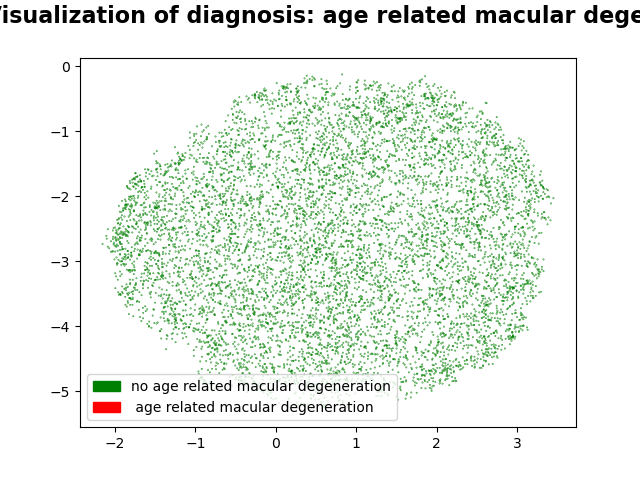 isualization of diagnosis: age related macular dege
0
−1
−2
−3
−4
−5
no age related macular degeneration
age related macular degeneration
−2 −1 0 1 2 3